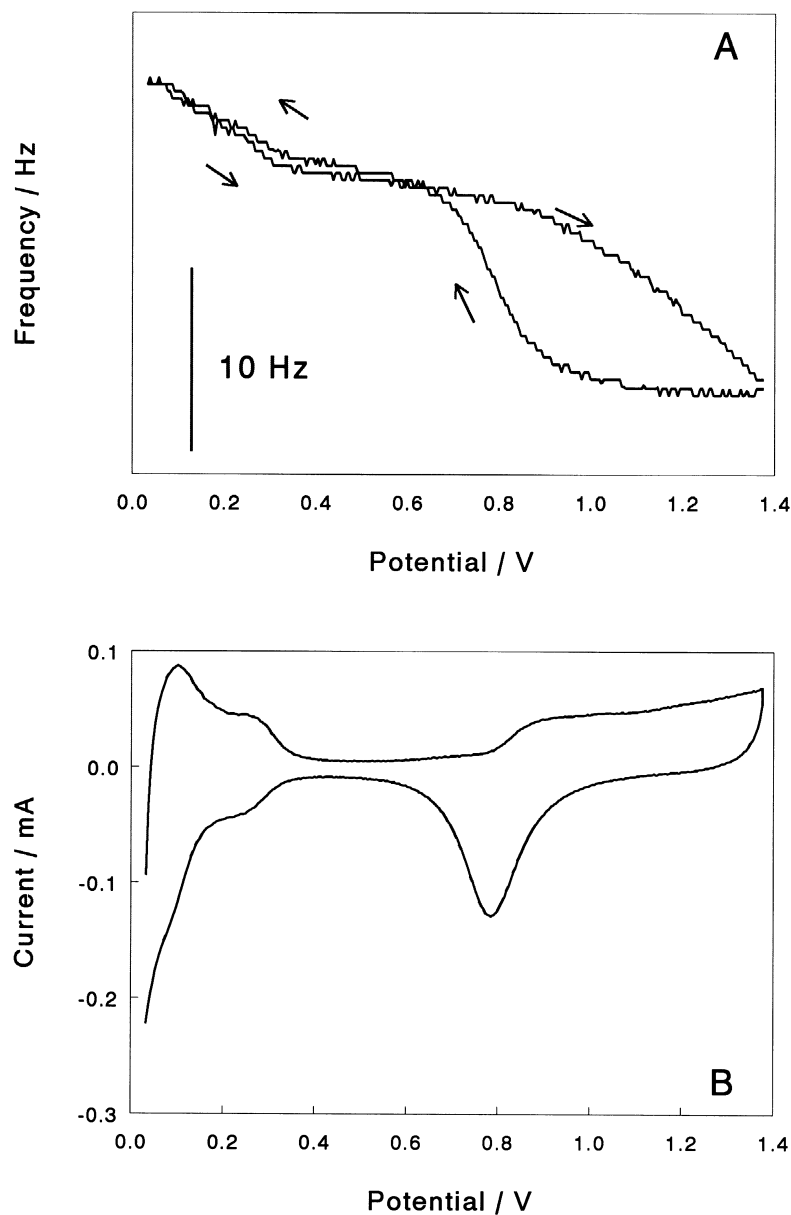 A
Frequency / Hz
10 Hz
0.0 0.2 0.4 0.6 0.8 1.0 1.2 1.4
Potential / V
0.1
0.0
-0.1
-0.2
-0.3
Current / mA
B
0.0 0.2 0.4 0.6 0.8 1.0 1.2 1.4
Potential / V